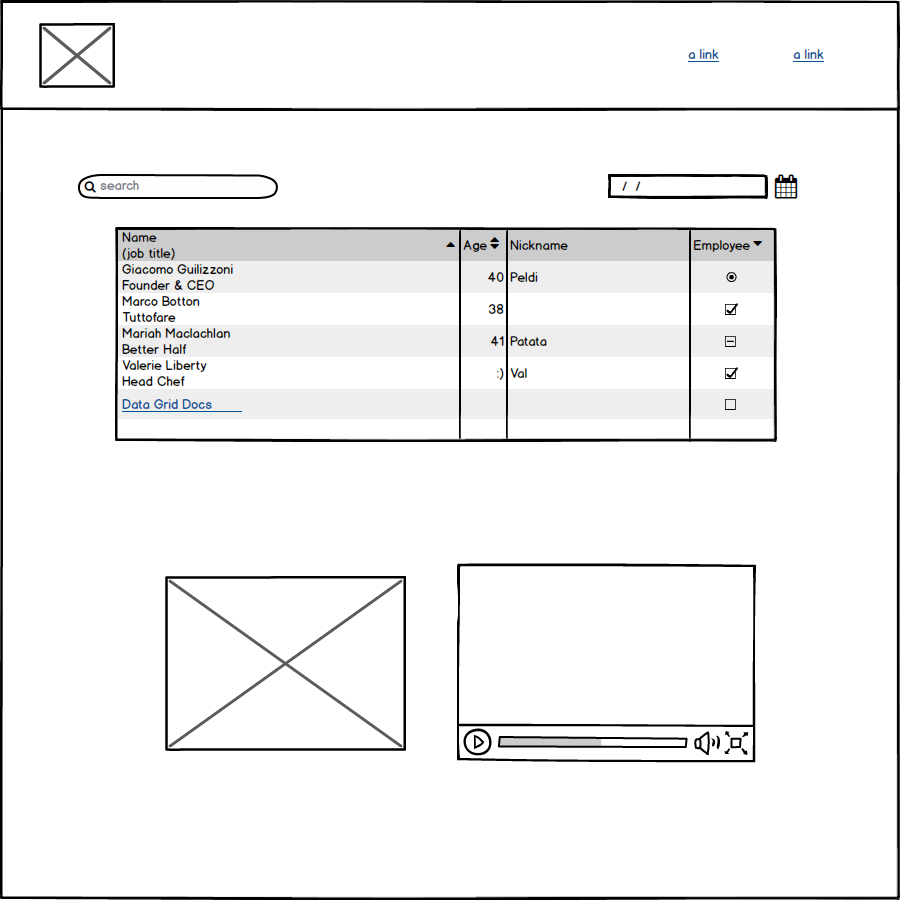 a link
a link
search
/ /
Name
(job title)
Age
Nickname
Employee
Giacomo Guilizzoni
Founder & CEO
40
Peldi
Marco Botton
Tuttofare
38
Mariah Maclachlan
Better Half
41
Patata
Valerie Liberty
Head Chef
:)
Val
Data Grid Docs